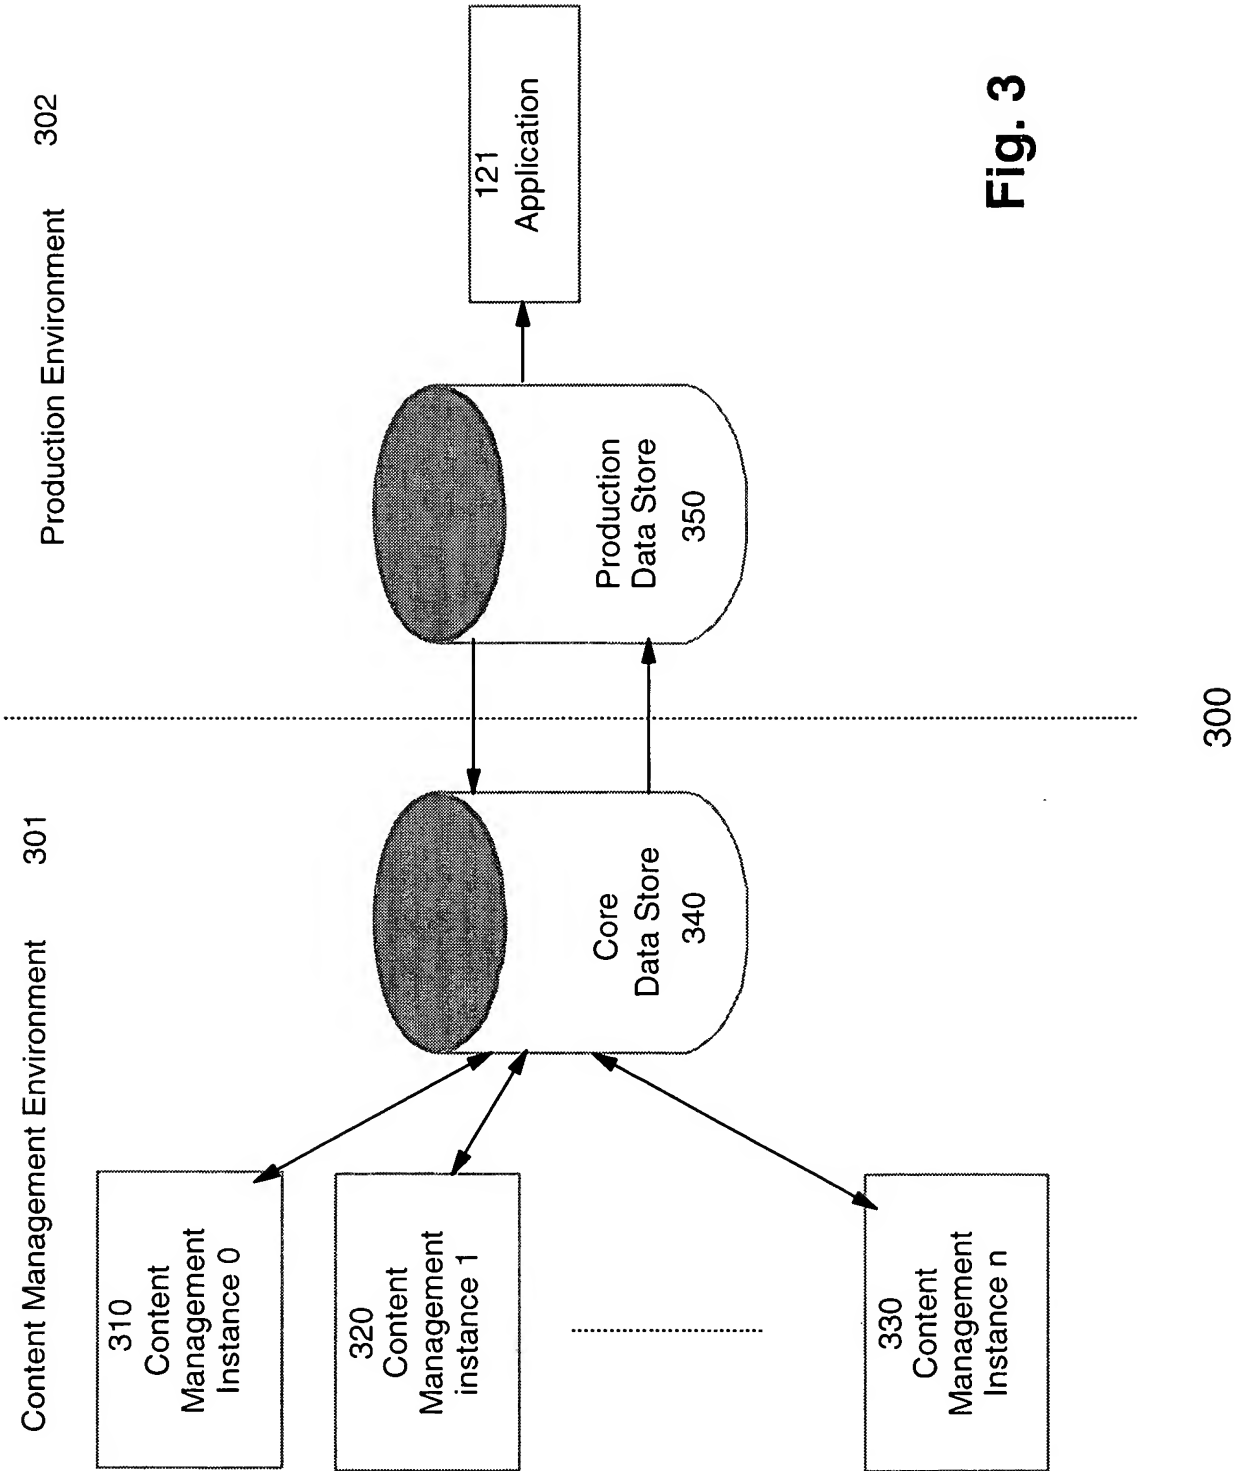 Content Management Environment 301
Production Environment 302
310
Content
Management
Instance 0
320
Content
Management
instance 1
330
Content
Management
Instance n
Core
Data Store
340
Production
Data Store
350
121
Application
300
Fig. 3